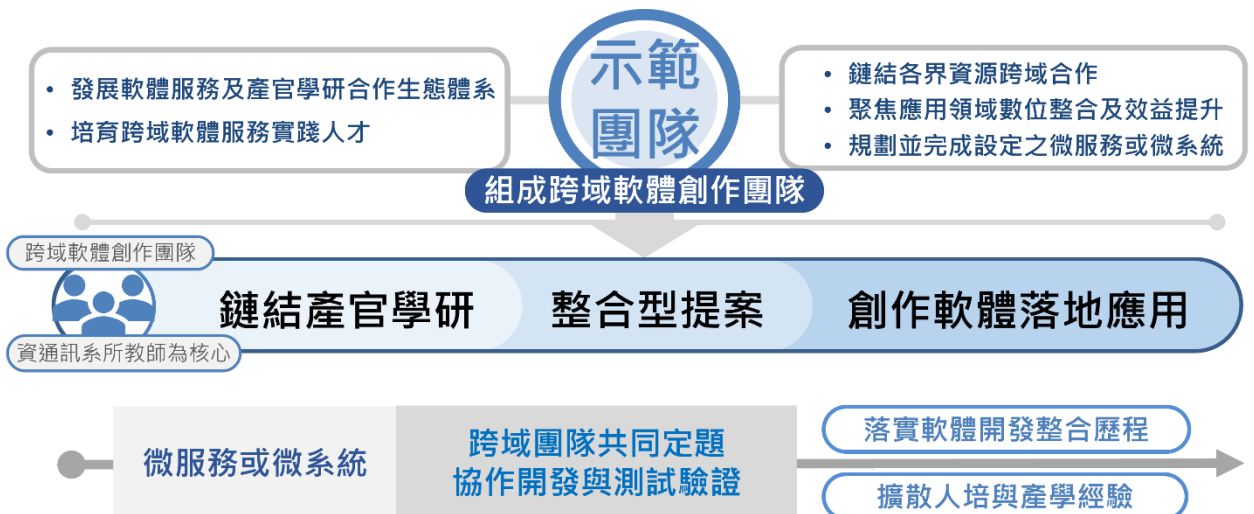 示範
團隊
• 發展軟體服務及產官學研合作生態體系
• 培育跨域軟體服務實踐人才
• 鏈結各界資源跨域合作
• 聚焦應用領域數位整合及效益提升
• 規劃並完成設定之微服務或微系統
組成跨域軟體創作團隊
跨域軟體創作團隊
資通訊系所教師為核心
鏈結產官學研
整合型提案
創作軟體落地應用
微服務或微系統
跨域團隊共同定題
協作開發與測試驗證
落實軟體開發整合歷程
擴散人培與產學經驗